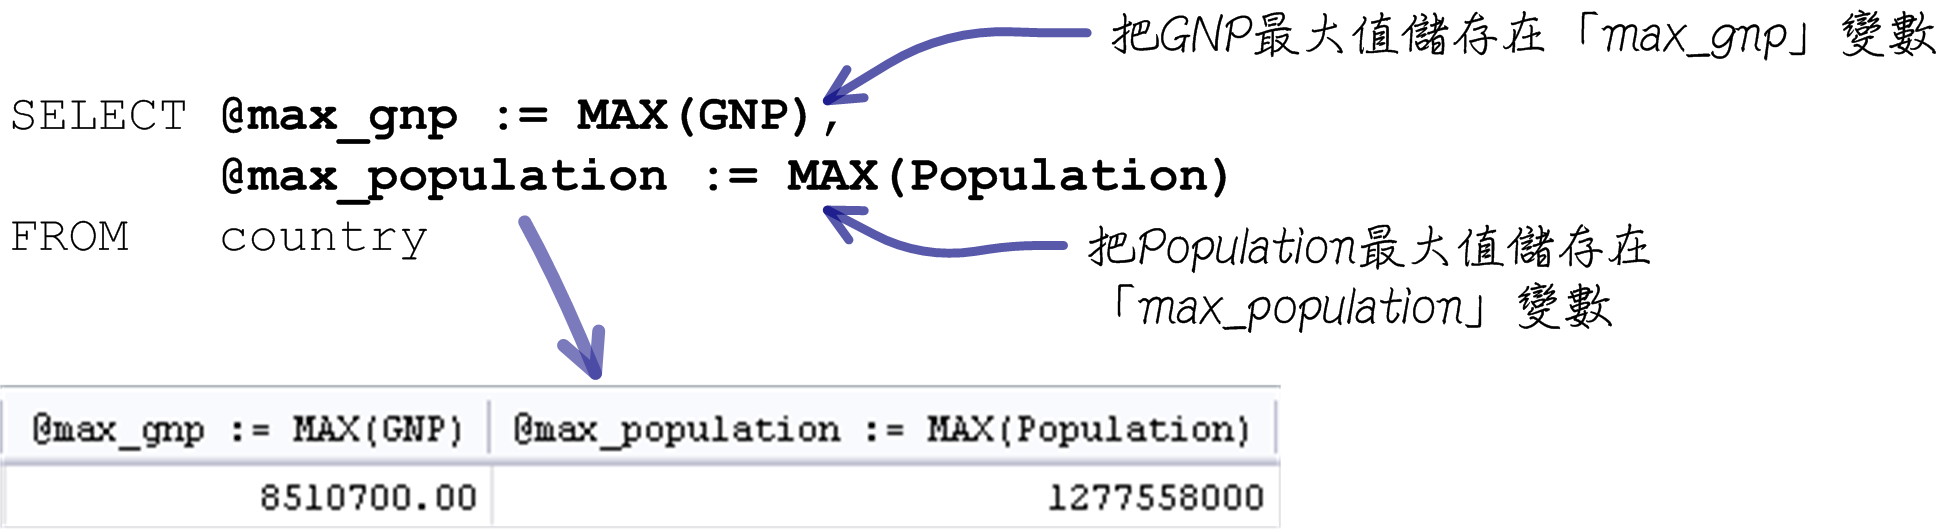 把GNP最大值儲存在「max_gnp」變數
SELECT @max_gnp := MAX(GNP),
@max_population := MAX(Population)
FROM country
把Population最大值儲存在
「max_population」變數
@max_gnp := MAX(GNP) @max_population := MAX(Population)
8510700.00 1277558000